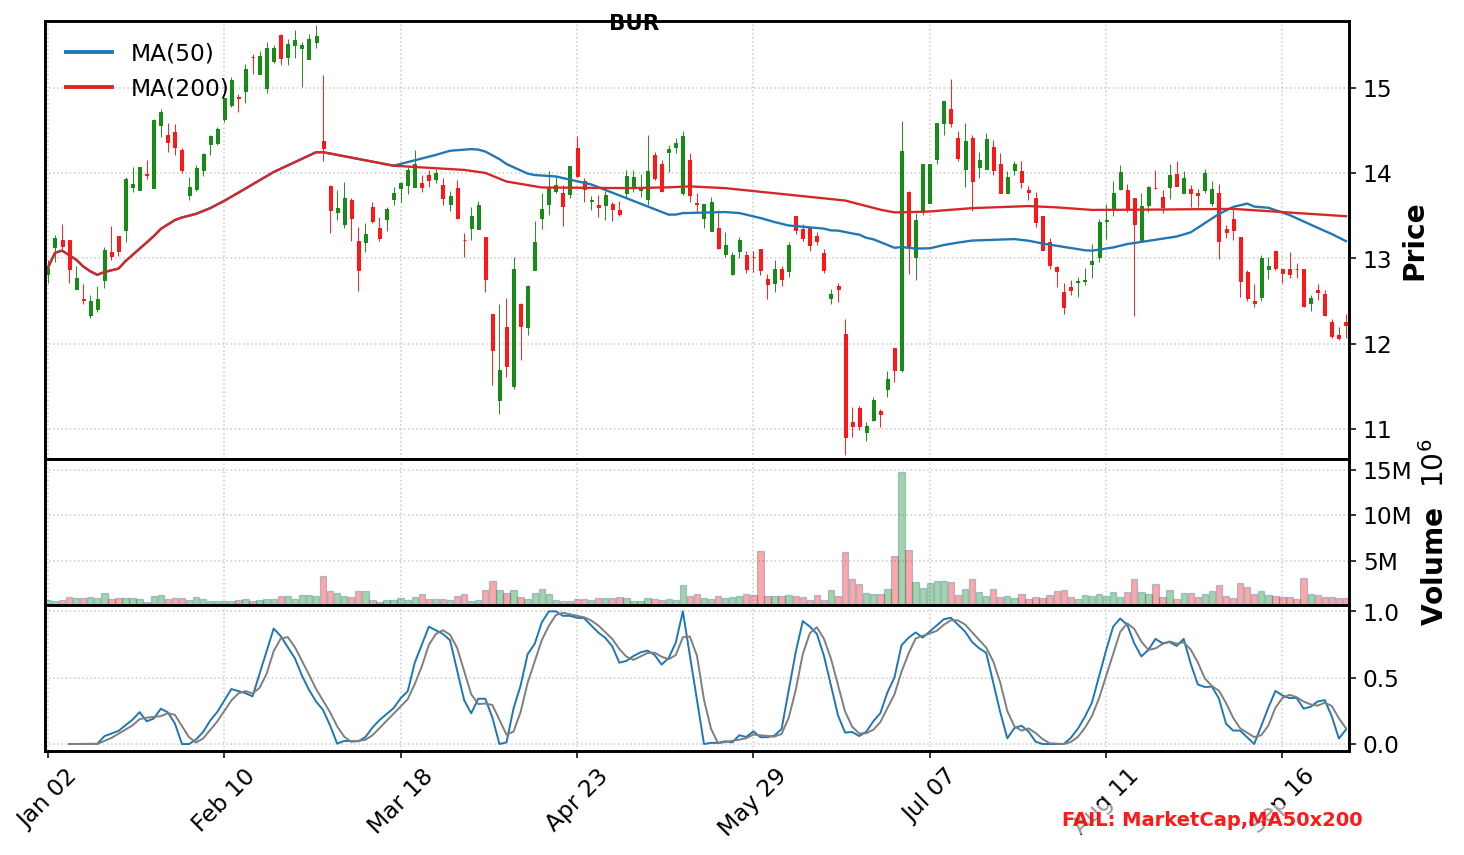 BUR
MA(50)
MA(200)
15
14
13
12
11
Price
15M
10M
5M
Volume 10^6
1.0
0.5
0.0
Jan 02
Feb 10
Mar 18
Apr 23
May 29
Jul 07
Aug 11
Sep 16
FAIL: MarketCap,MA50x200